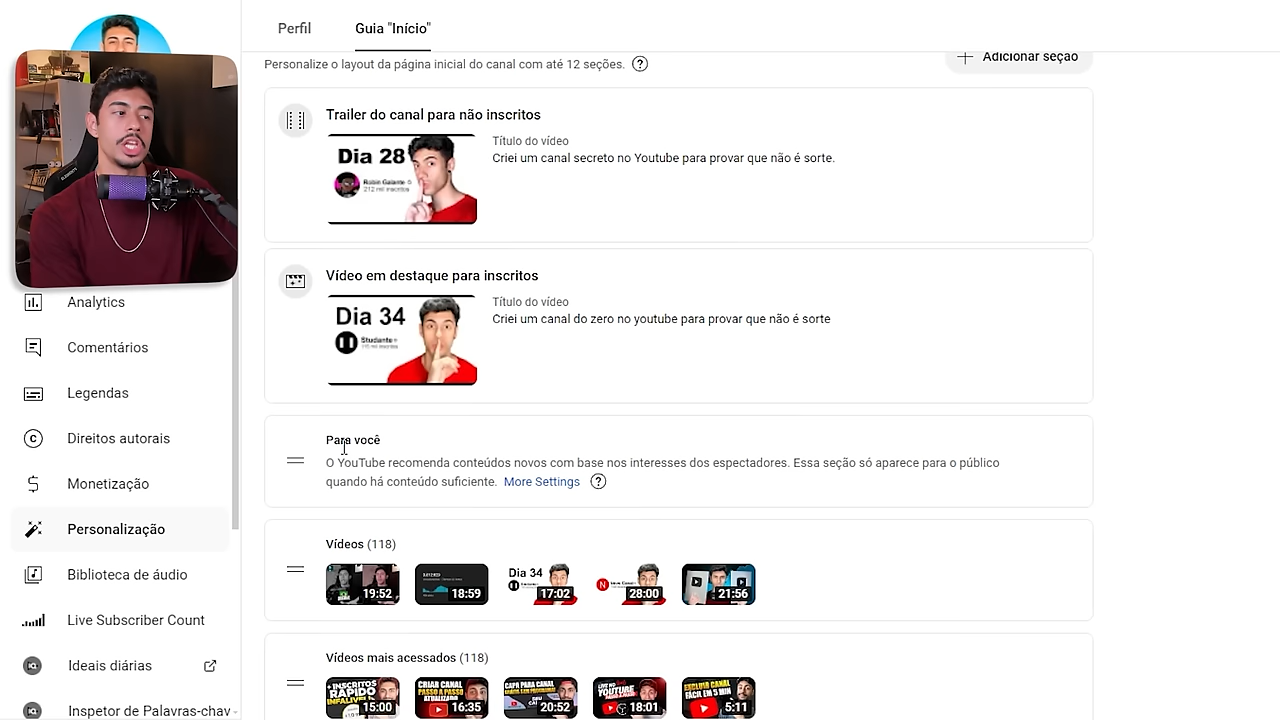 Perfil
Guia "Início"
Personalize o layout da página inicial do canal com até 12 seções.
Adicionar seção
Trailer do canal para não inscritos
Título do vídeo
Criei um canal secreto no Youtube para provar que não é sorte.
Dia 28
Robin Galante
212 mil inscritos
Vídeo em destaque para inscritos
Título do vídeo
Criei um canal do zero no youtube para provar que não é sorte
Dia 34
Studante
Para você
O YouTube recomenda conteúdos novos com base nos interesses dos espectadores. Essa seção só aparece para o público
quando há conteúdo suficiente. More Settings
Vídeos (118)
19:52
18:59
Dia 34
17:02
28:00
21:56
Vídeos mais acessados (118)
+ INSCRITOS
RÁPIDO
INFALÍVEL
15:00
CRIAR CANAL
PASSO A PASSO
ATUALIZADO
16:35
CAPA PARA CANAL
20:52
YOUTUBE
18:01
EXCLUIR CANAL
FÁCIL EM 5 MIN
5:11
Analytics
Comentários
Legendas
Direitos autorais
Monetização
Personalização
Biblioteca de áudio
Live Subscriber Count
Ideais diárias
Inspetor de Palavras-chav